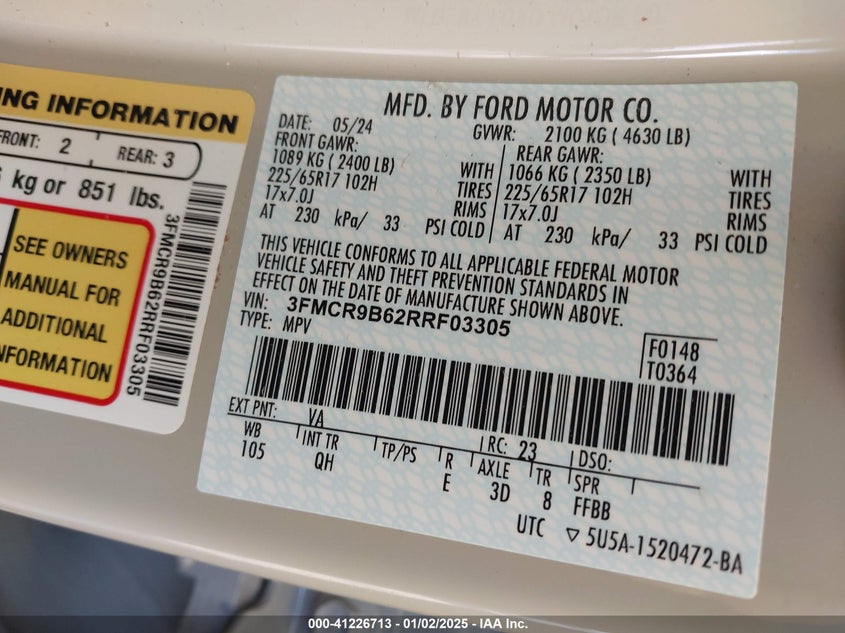 NG INFORMATION
FRONT: 2
REAR: 3
kg or 851 lbs.
SEE OWNERS
MANUAL FOR
ADDITIONAL
INFORMATION
3FMCR9B62RRF03305
MFD. BY FORD MOTOR CO.
DATE: 05/24 GVWR: 2100 KG ( 4630 LB)
FRONT GAWR: REAR GAWR:
1089 KG ( 2400 LB) WITH 1066 KG ( 2350 LB) WITH
225/65R17 102H TIRES 225/65R17 102H TIRES
17x7.0J RIMS 17x7.0J RIMS
AT 230 kPa/ 33 PSI COLD AT 230 kPa/ 33 PSI COLD
THIS VEHICLE CONFORMS TO ALL APPLICABLE FEDERAL MOTOR
VEHICLE SAFETY AND THEFT PREVENTION STANDARDS IN
EFFECT ON THE DATE OF MANUFACTURE SHOWN ABOVE.
VIN: 3FMCR9B62RRF03305
TYPE: MPV
F0148
T0364
EXT PNT: VA RC: 23 DSO:
WB INT TR TP/PS R AXLE TR SPR
105 QH E 3D 8 FFBB
UTC ▽ 5U5A-1520472-BA
000-41226713 - 01/02/2025 - IAA Inc.